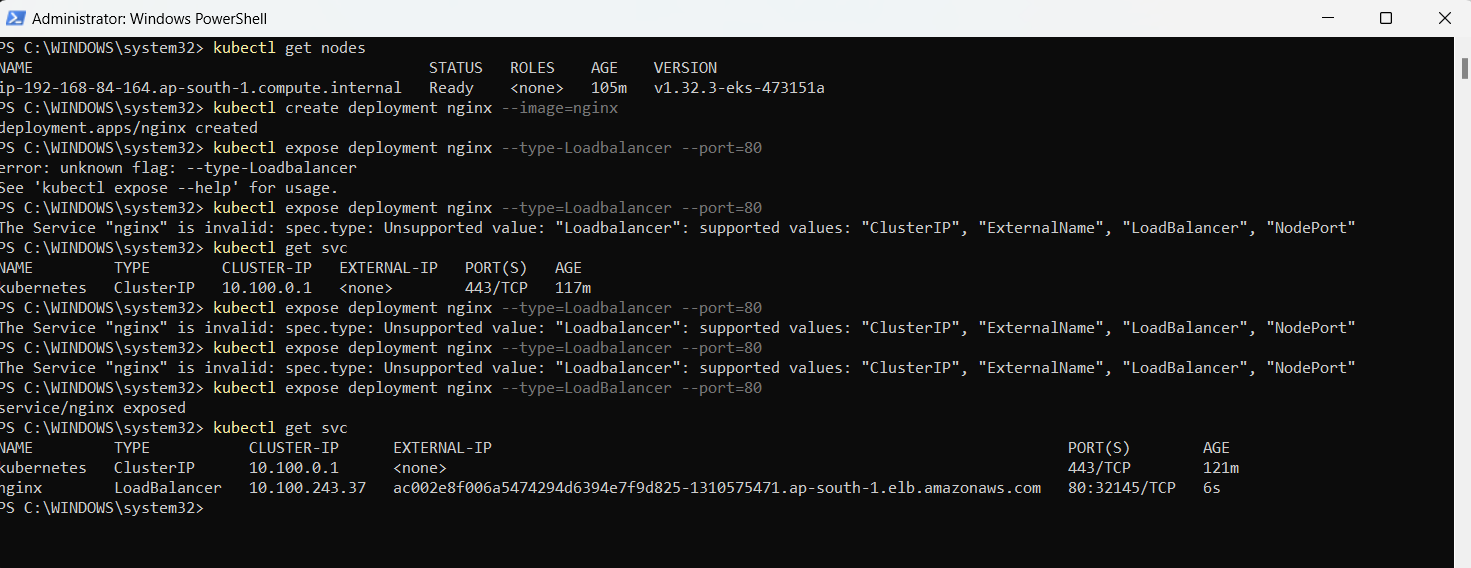 Administrator: Windows PowerShell
PS C:\WINDOWS\system32> kubectl get nodes
NAME STATUS ROLES AGE VERSION
ip-192-168-84-164.ap-south-1.compute.internal Ready <none> 105m v1.32.3-eks-473151a
PS C:\WINDOWS\system32> kubectl create deployment nginx --image=nginx
deployment.apps/nginx created
PS C:\WINDOWS\system32> kubectl expose deployment nginx --type-Loadbalancer --port=80
error: unknown flag: --type-Loadbalancer
See 'kubectl expose --help' for usage.
PS C:\WINDOWS\system32> kubectl expose deployment nginx --type=Loadbalancer --port=80
The Service "nginx" is invalid: spec.type: Unsupported value: "Loadbalancer": supported values: "ClusterIP", "ExternalName", "LoadBalancer", "NodePort"
PS C:\WINDOWS\system32> kubectl get svc
NAME TYPE CLUSTER-IP EXTERNAL-IP PORT(S) AGE
kubernetes ClusterIP 10.100.0.1 <none> 443/TCP 117m
PS C:\WINDOWS\system32> kubectl expose deployment nginx --type=Loadbalancer --port=80
The Service "nginx" is invalid: spec.type: Unsupported value: "Loadbalancer": supported values: "ClusterIP", "ExternalName", "LoadBalancer", "NodePort"
PS C:\WINDOWS\system32> kubectl expose deployment nginx --type=Loadbalancer --port=80
The Service "nginx" is invalid: spec.type: Unsupported value: "Loadbalancer": supported values: "ClusterIP", "ExternalName", "LoadBalancer", "NodePort"
PS C:\WINDOWS\system32> kubectl expose deployment nginx --type=LoadBalancer --port=80
service/nginx exposed
PS C:\WINDOWS\system32> kubectl get svc
NAME TYPE CLUSTER-IP EXTERNAL-IP PORT(S) AGE
kubernetes ClusterIP 10.100.0.1 <none> 443/TCP 121m
nginx LoadBalancer 10.100.243.37 ac002e8f006a5474294d6394e7f9d825-1310575471.ap-south-1.elb.amazonaws.com 80:32145/TCP 6s
PS C:\WINDOWS\system32>